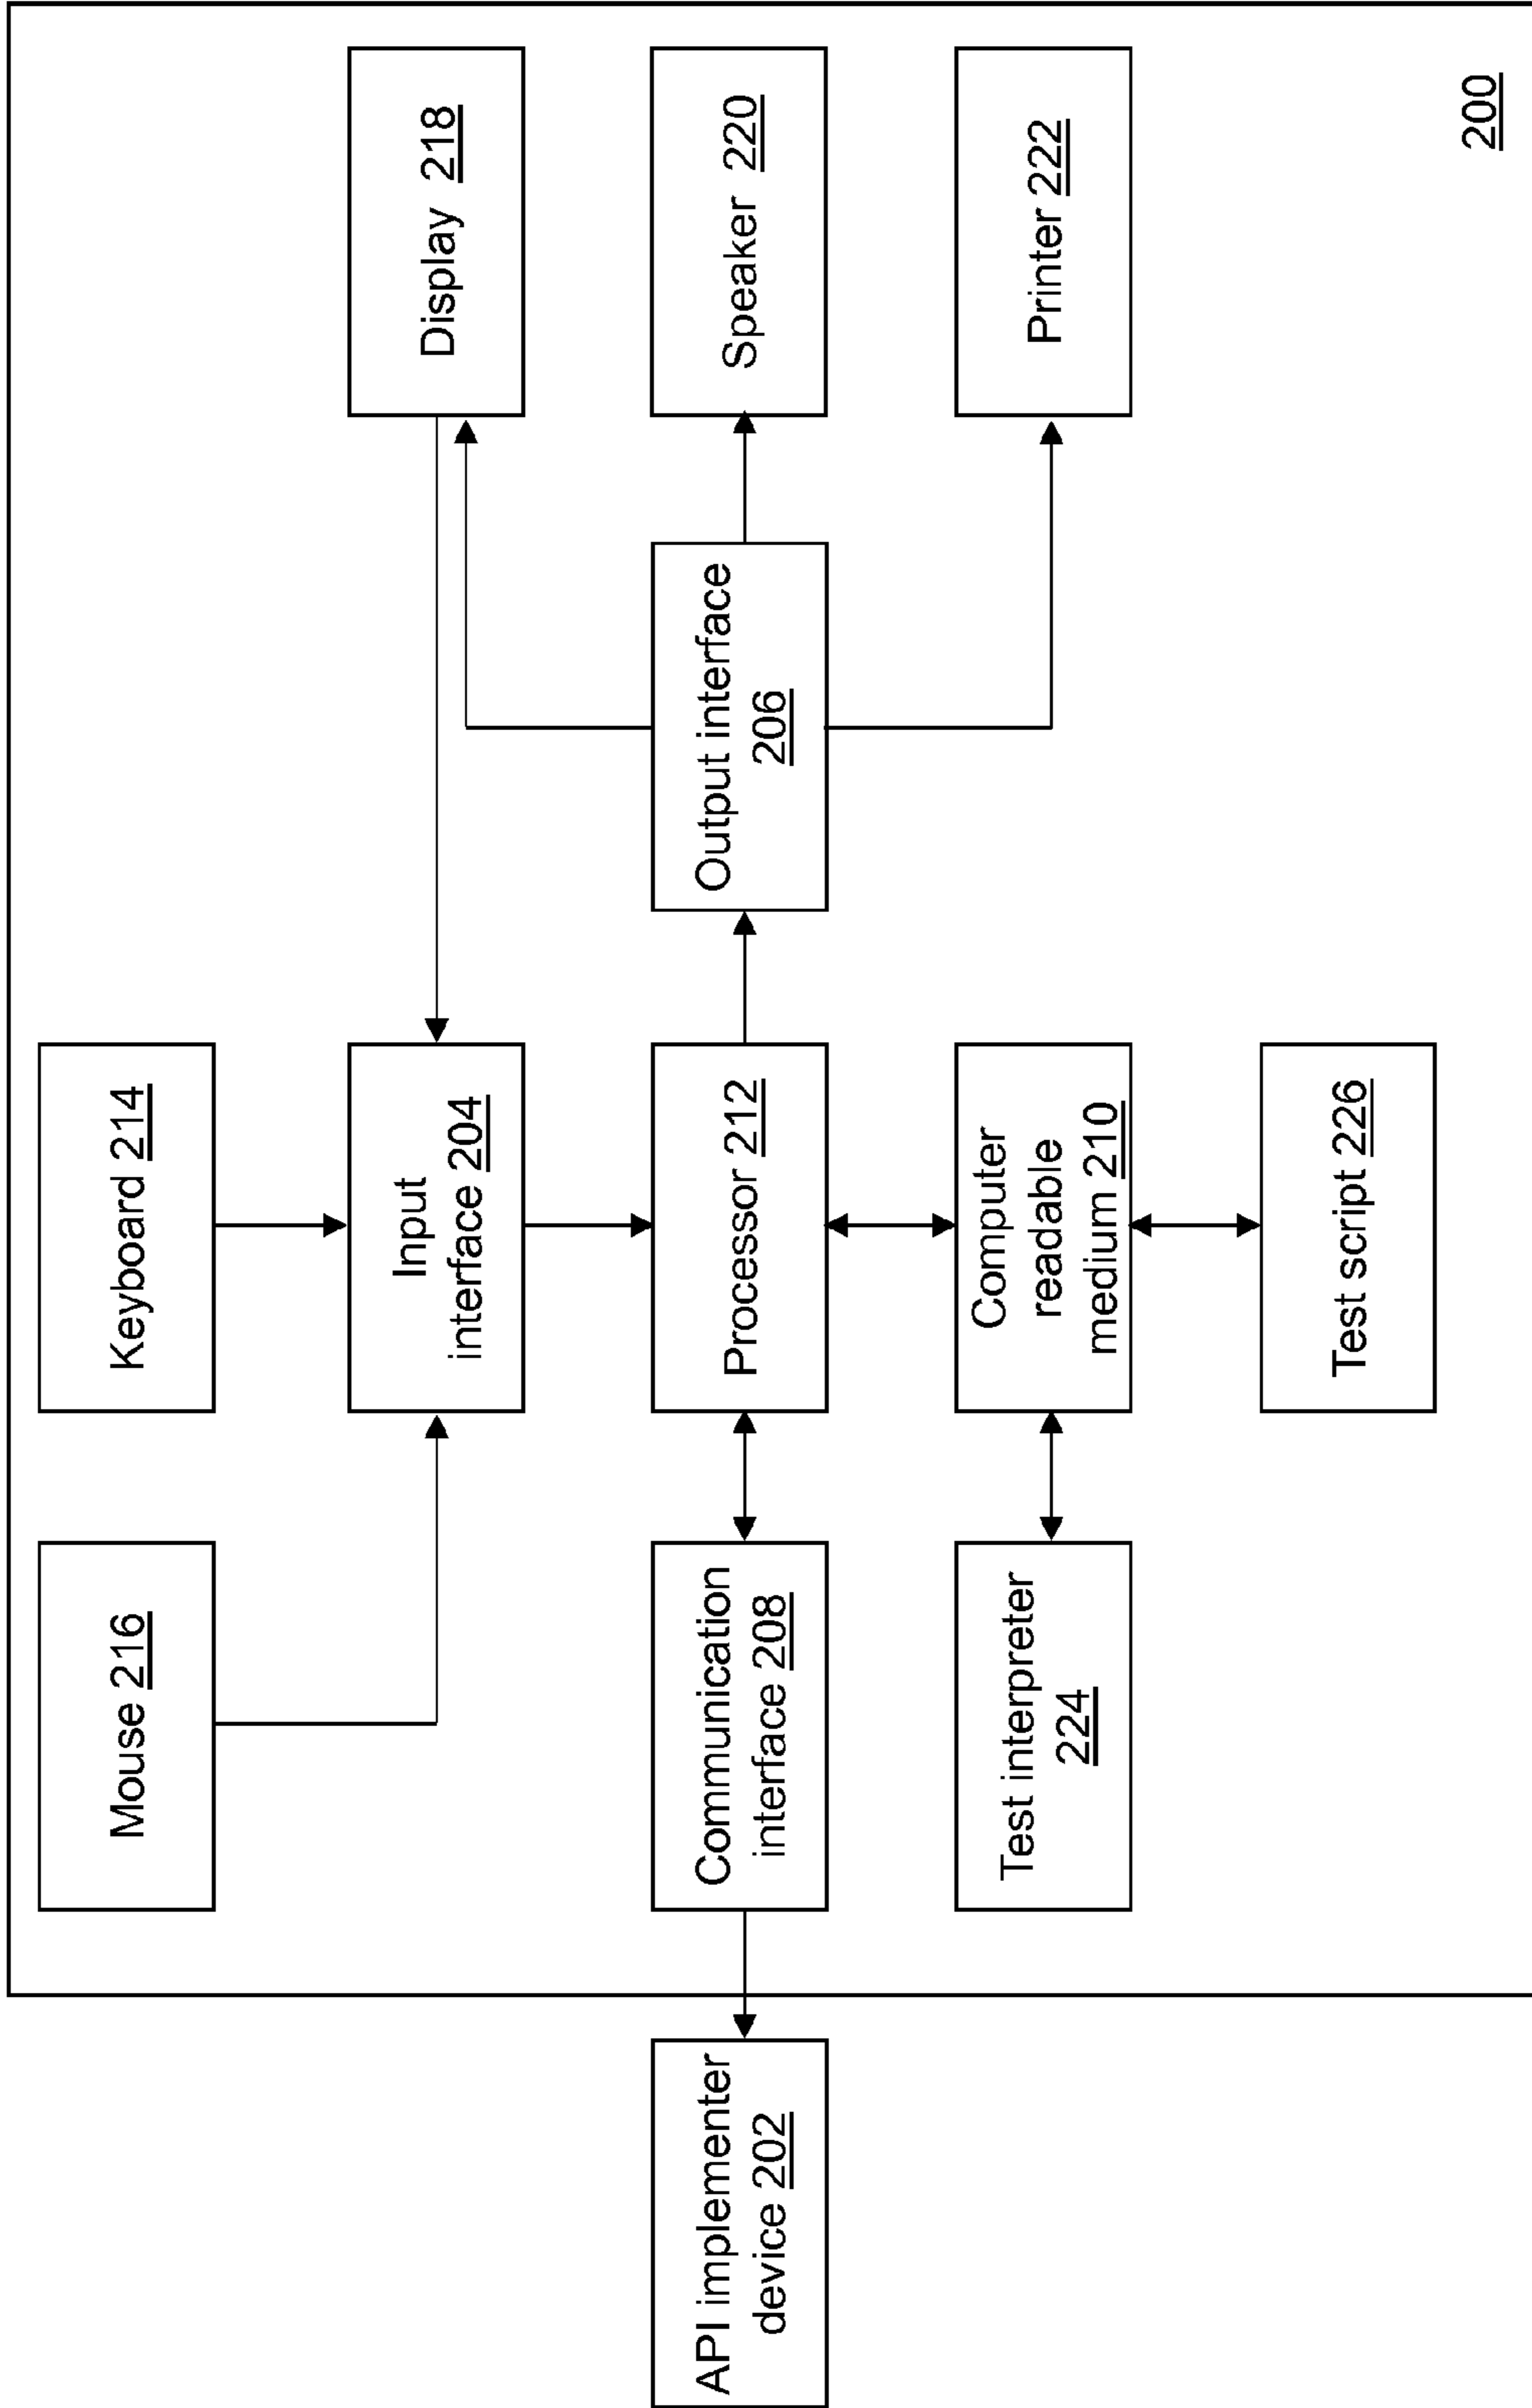 Mouse 216
Keyboard 214
Input
interface 204
Display 218
API implementer
device 202
Communication
interface 208
Processor 212
Output interface
206
Speaker 220
Test interpreter
224
Computer
readable
medium 210
Printer 222
Test script 226
200